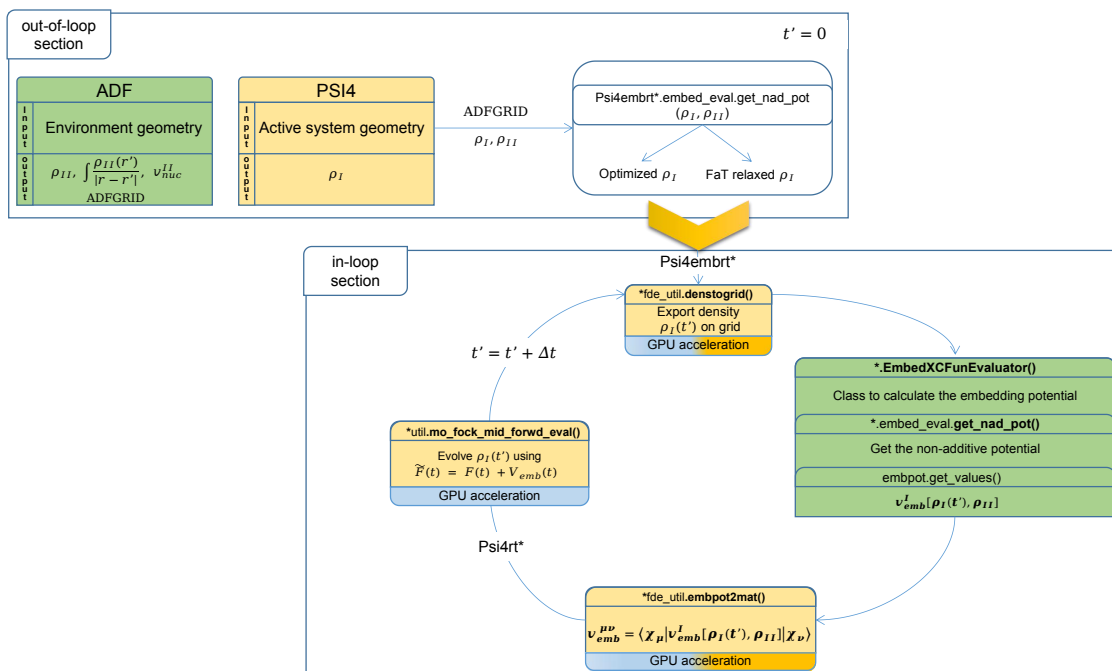 out-of-loop
section
t' = 0
ADF
Input
Environment geometry
output
ρ_II, ∫ ρ_II(r')/|r − r'|, v_nuc^II
ADFGRID
PSI4
Input
Active system geometry
output
ρ_I
ADFGRID
ρ_I, ρ_II
Psi4embrt*.embed_eval.get_nad_pot
(ρ_I, ρ_II)
Optimized ρ_I
FaT relaxed ρ_I
in-loop
section
Psi4embrt*
*fde_util.denstogrid()
Export density
ρ_I(t') on grid
GPU acceleration
t' = t' + Δt
*.EmbedXCFunEvaluator()
Class to calculate the embedding potential
*.embed_eval.get_nad_pot()
Get the non-additive potential
embpot.get_values()
v_emb^I[ρ_I(t'), ρ_II]
*util.mo_fock_mid_forwd_eval()
Evolve ρ_I(t') using
F̃(t) = F(t) + V_emb(t)
GPU acceleration
Psi4rt*
*fde_util.embpot2mat()
v_emb^μν = ⟨χ_μ|v_emb^I[ρ_I(t'), ρ_II]|χ_ν⟩
GPU acceleration